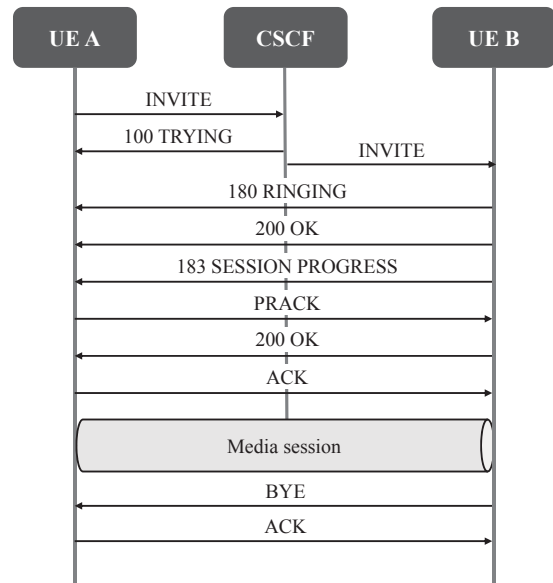 UE A
CSCF
UE B
INVITE
100 TRYING
INVITE
180 RINGING
200 OK
183 SESSION PROGRESS
PRACK
200 OK
ACK
Media session
BYE
ACK